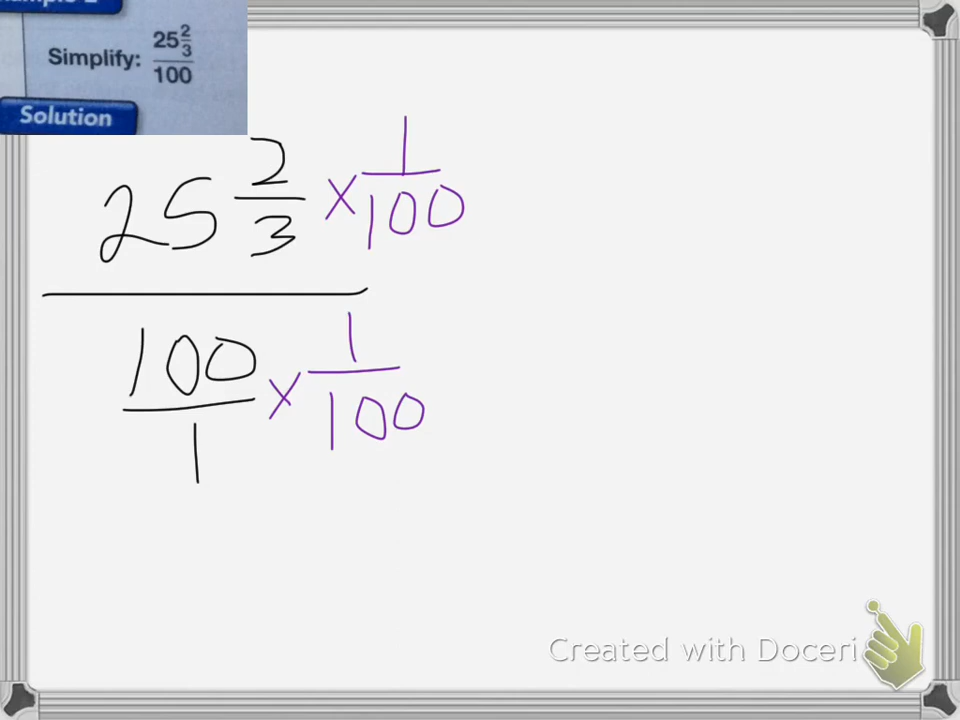 Simplify: 25 2/3
100
Solution
25 2/3 × 1/100
100/1 × 1/100
Created with Doceri